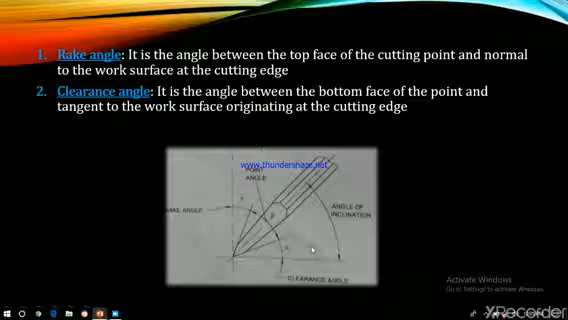 1. Rake angle: It is the angle between the top face of the cutting point and normal
to the work surface at the cutting edge
2. Clearance angle: It is the angle between the bottom face of the point and
tangent to the work surface originating at the cutting edge
www.thundershare.net
POINT
ANGLE
RAKE ANGLE
ANGLE OF
INCLINATION
CLEARANCE ANGLE
Activate Windows
Go to Settings to activate Windows.
XRecorder